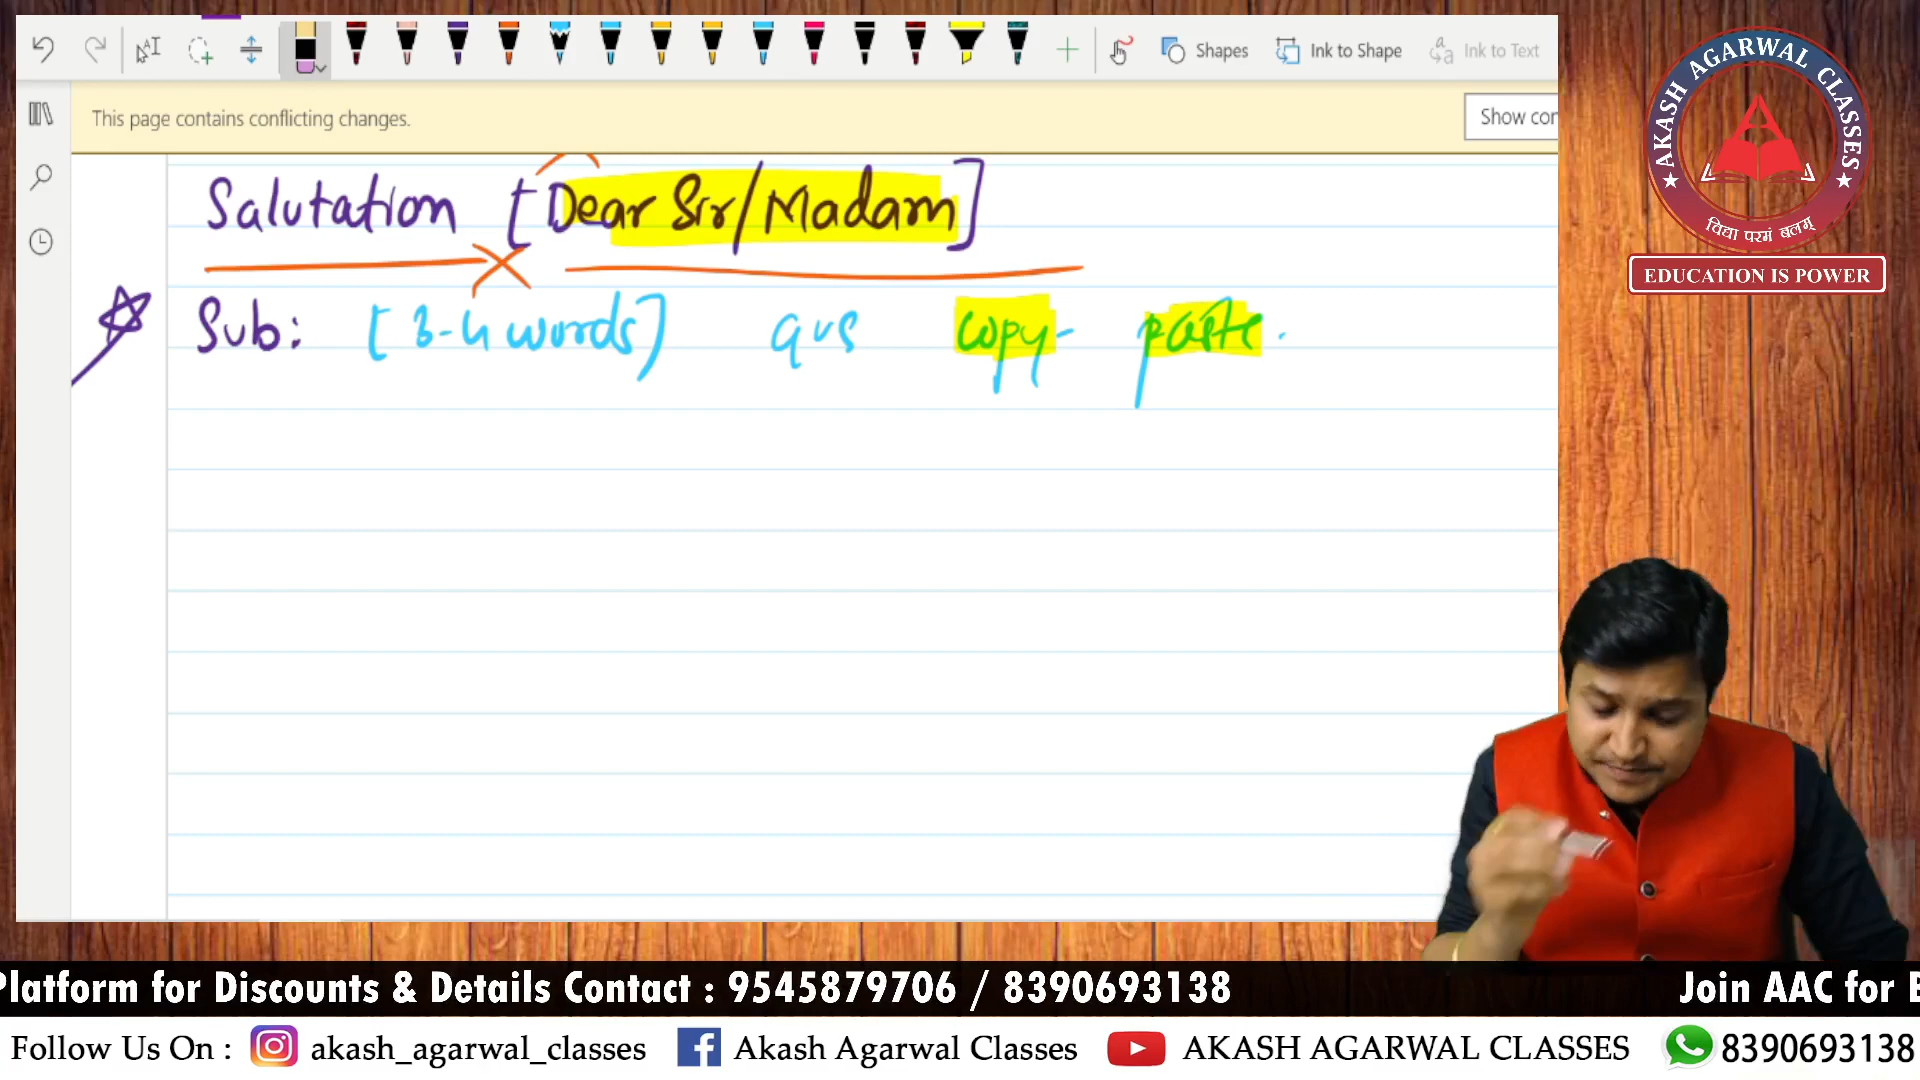 Shapes
Ink to Shape
Ink to Text
This page contains conflicting changes.
Show con
Salutation [Dear Sir/Madam]
Sub: [3-4 words] qus copy- paste.
AKASH AGARWAL CLASSES
विद्या परमं बलम्
EDUCATION IS POWER
Platform for Discounts & Details Contact : 9545879706 / 8390693138
Join AAC for B
Follow Us On : akash_agarwal_classes Akash Agarwal Classes AKASH AGARWAL CLASSES 8390693138